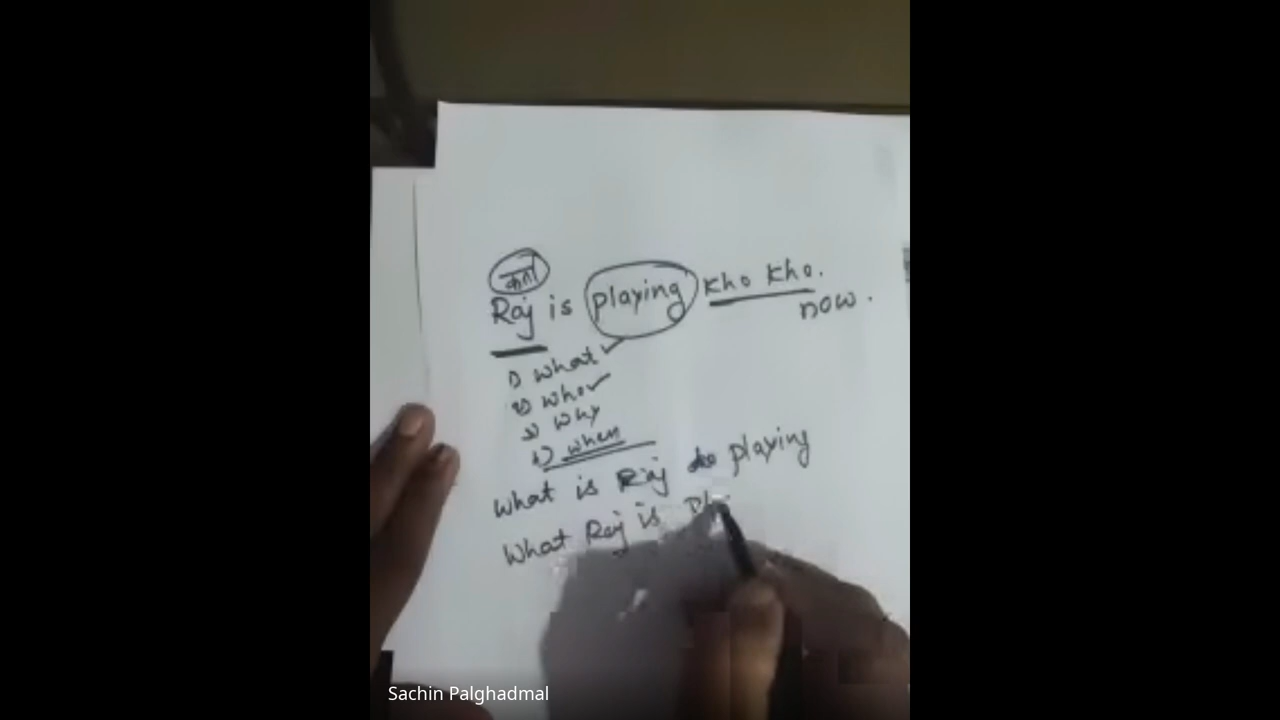 कर्ता
Raj is playing Kho Kho.
now.
1) what ✓
2) who ✓
3) why
4) when
What is Raj playing
What Raj is Pl
Sachin Palghadmal